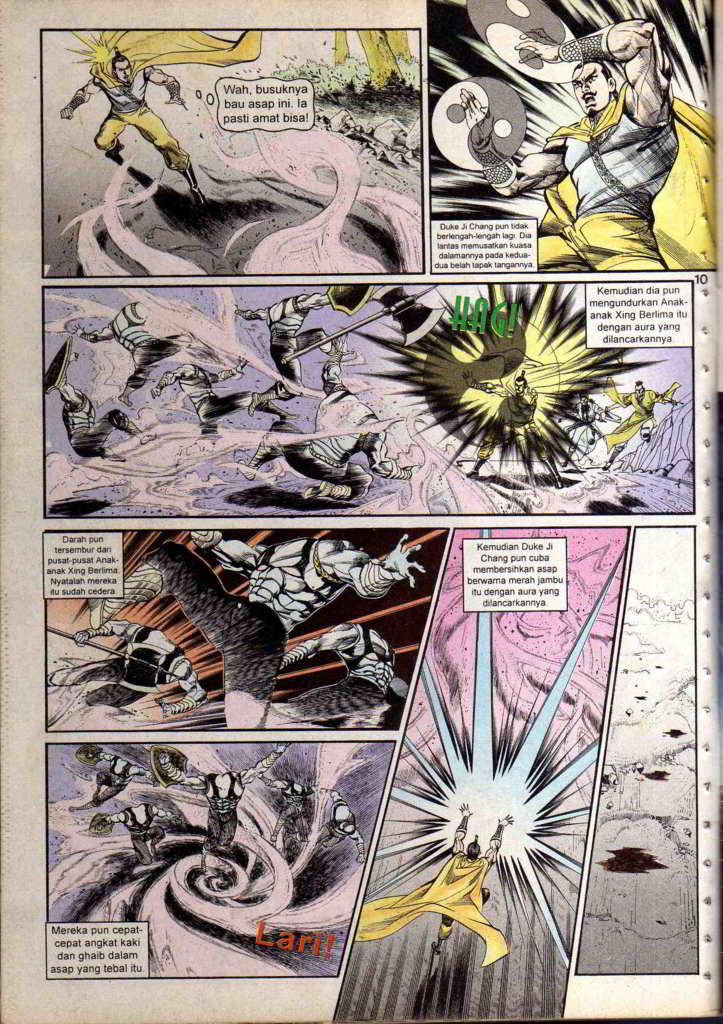 Wah, busuknya
bau asap ini. Ia
pasti amat bisa!
Duke Ji Chang pun tidak
berlengah-lengah lagi. Dia
lantas memusatkan kuasa
dalamannya pada kedua-
dua belah tapak tangannya.
10
HAG!
Kemudian dia pun
mengundurkan Anak-
anak Xing Berlima itu
dengan aura yang
dilancarkannya.
Darah pun
tersembur dari
pusat-pusat Anak-
anak Xing Berlima.
Nyatalah mereka
itu sudah cedera.
Kemudian Duke Ji
Chang pun cuba
membersihkan asap
berwarna merah jambu
itu dengan aura yang
dilancarkannya.
Mereka pun cepat-
cepat angkat kaki
dan ghaib dalam
asap yang tebal itu.
Lari!